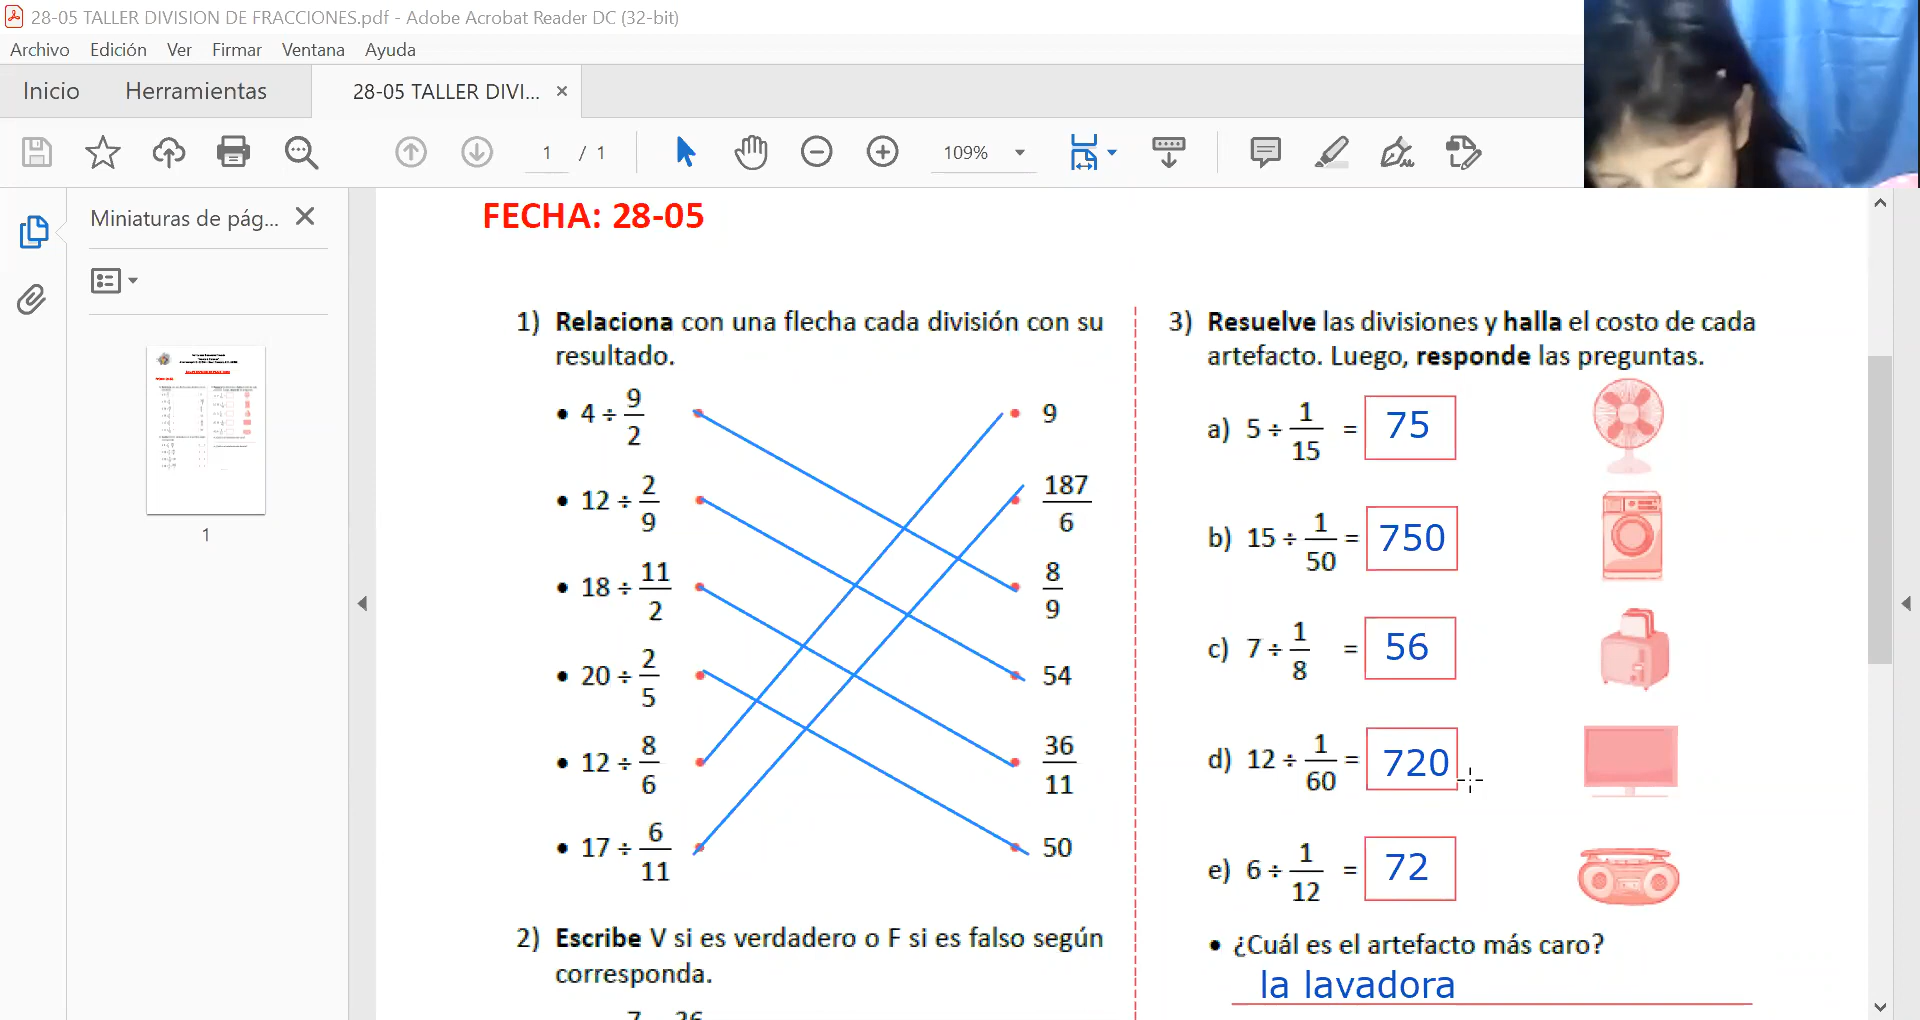 28-05 TALLER DIVISION DE FRACCIONES.pdf - Adobe Acrobat Reader DC (32-bit)
Archivo Edición Ver Firmar Ventana Ayuda
Inicio Herramientas 28-05 TALLER DIVI... ×
1 / 1 109%
Miniaturas de pág...
1
FECHA: 28-05
1) Relaciona con una flecha cada división con su
resultado.
• 4 ÷ 9/2
• 12 ÷ 2/9
• 18 ÷ 11/2
• 20 ÷ 2/5
• 12 ÷ 8/6
• 17 ÷ 6/11
9
187/6
8/9
54
36/11
50
2) Escribe V si es verdadero o F si es falso según
corresponda.
3) Resuelve las divisiones y halla el costo de cada
artefacto. Luego, responde las preguntas.
a) 5 ÷ 1/15 = 75
b) 15 ÷ 1/50 = 750
c) 7 ÷ 1/8 = 56
d) 12 ÷ 1/60 = 720
e) 6 ÷ 1/12 = 72
• ¿Cuál es el artefacto más caro?
la lavadora